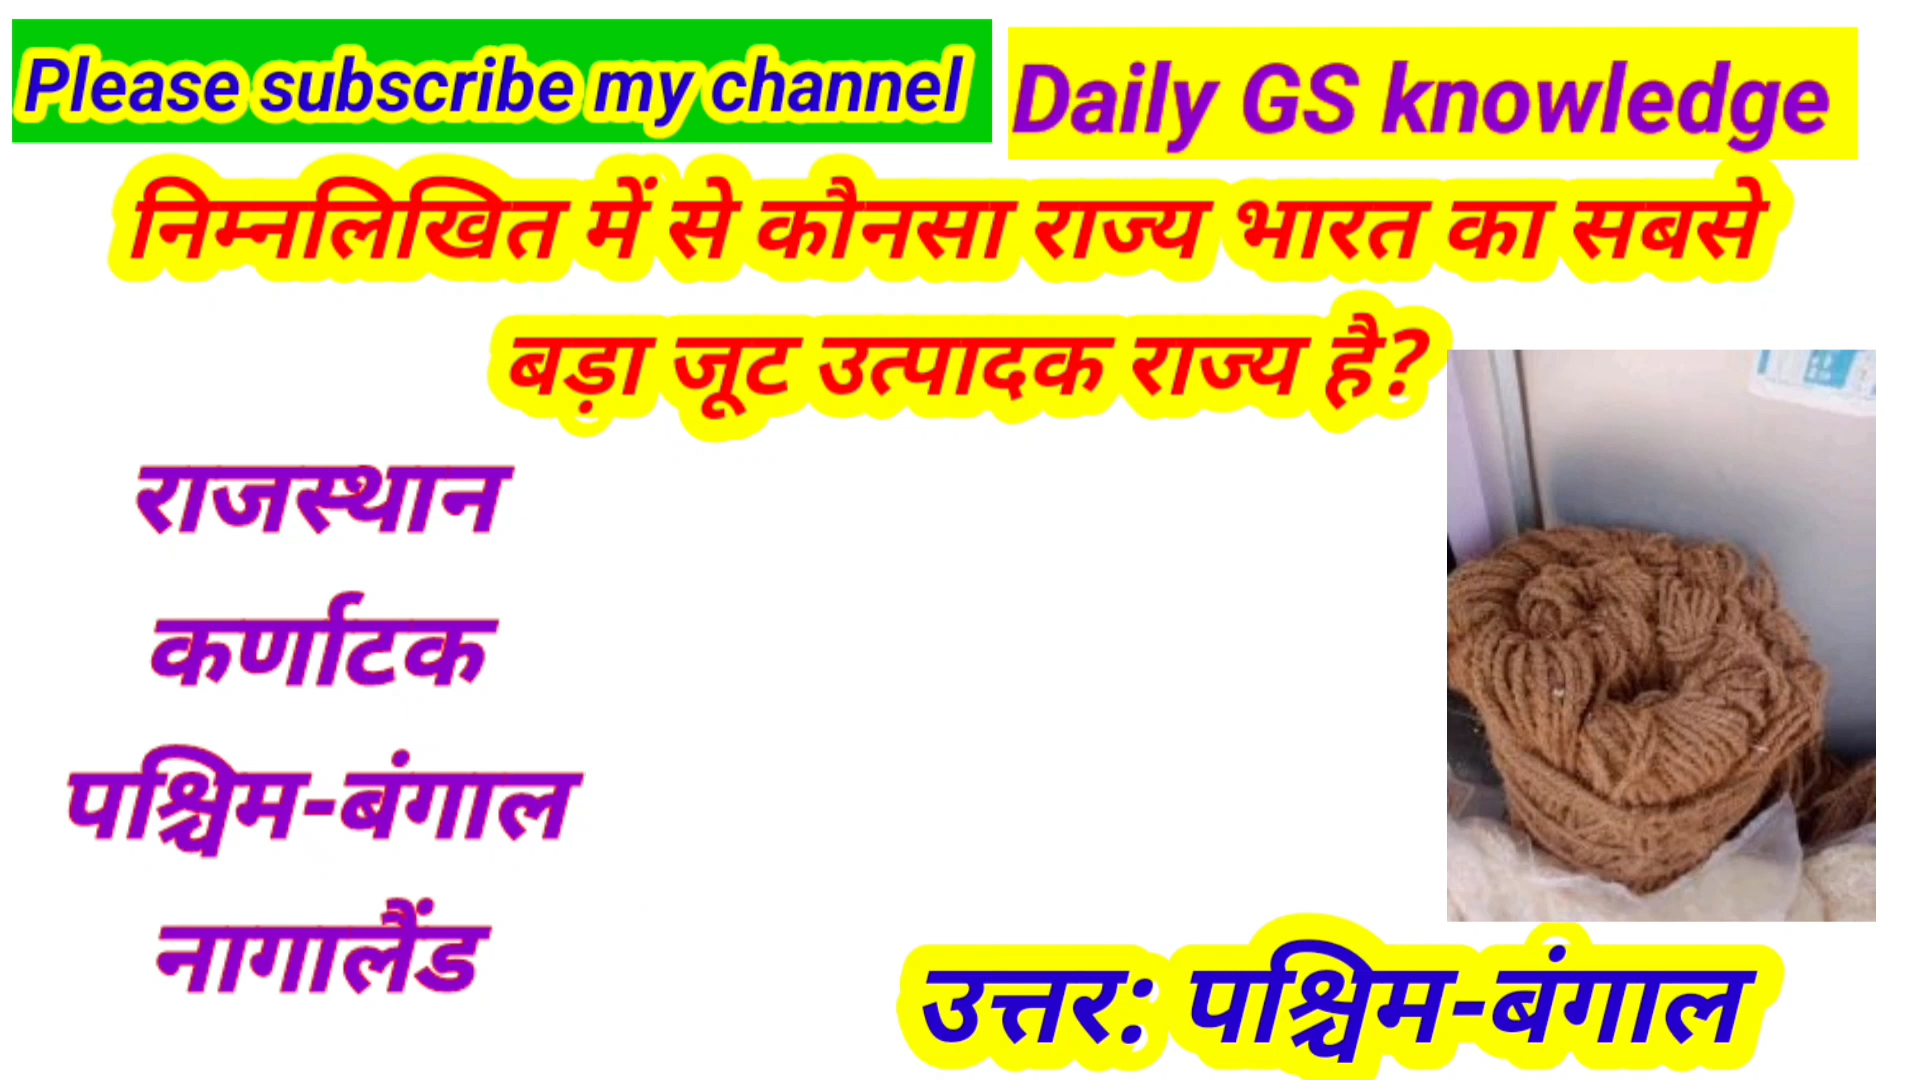 Please subscribe my channel
Daily GS knowledge
निम्नलिखित में से कौनसा राज्य भारत का सबसे
बड़ा जूट उत्पादक राज्य है?
राजस्थान
कर्णाटक
पश्चिम-बंगाल
नागालैंड
उत्तर: पश्चिम-बंगाल